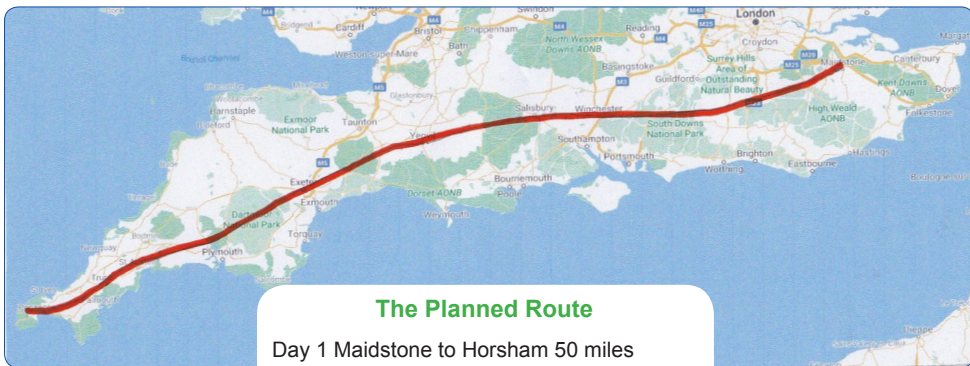 London
Swindon
Cardiff
Bristol
Chippenham
Reading
Croydon
Weston-super-Mare
Bath
North Wessex
Downs AONB
Basingstoke
Surrey Hills
Area of
Outstanding
Natural Beauty
Guildford
Maidstone
Canterbury
Kent Downs
AONB
Dover
Folkestone
High Weald
AONB
Glastonbury
Barnstaple
Bideford
Exmoor
National Park
Taunton
Yeovil
Salisbury
Winchester
Southampton
South Downs
National Park
Portsmouth
Worthing
Brighton
Eastbourne
Hastings
Bournemouth
Poole
Dorset AONB
Weymouth
M5
M4
M3
M25
Exeter
Exmouth
Dartmoor
National Park
Torquay
Plymouth
The Planned Route
Day 1 Maidstone to Horsham 50 miles